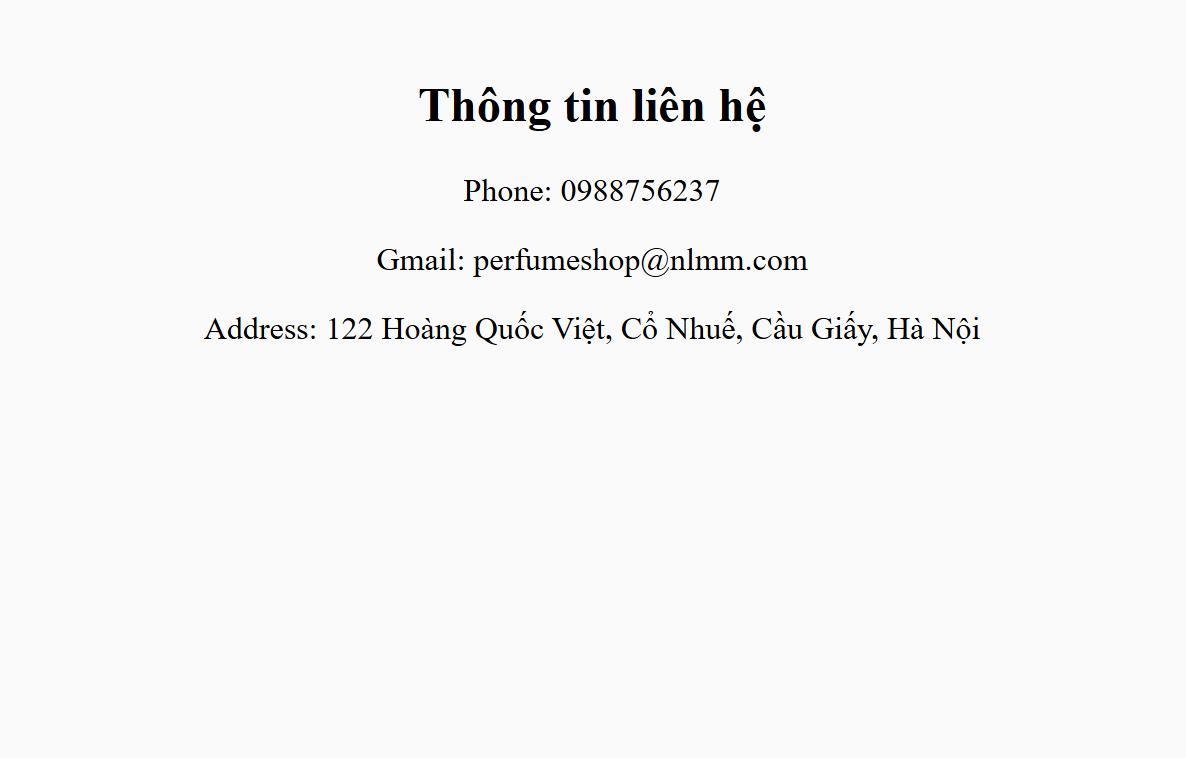 Thông tin liên hệ
Phone: 0988756237
Gmail: perfumeshop@nlmm.com
Address: 122 Hoàng Quốc Việt, Cổ Nhuế, Cầu Giấy, Hà Nội